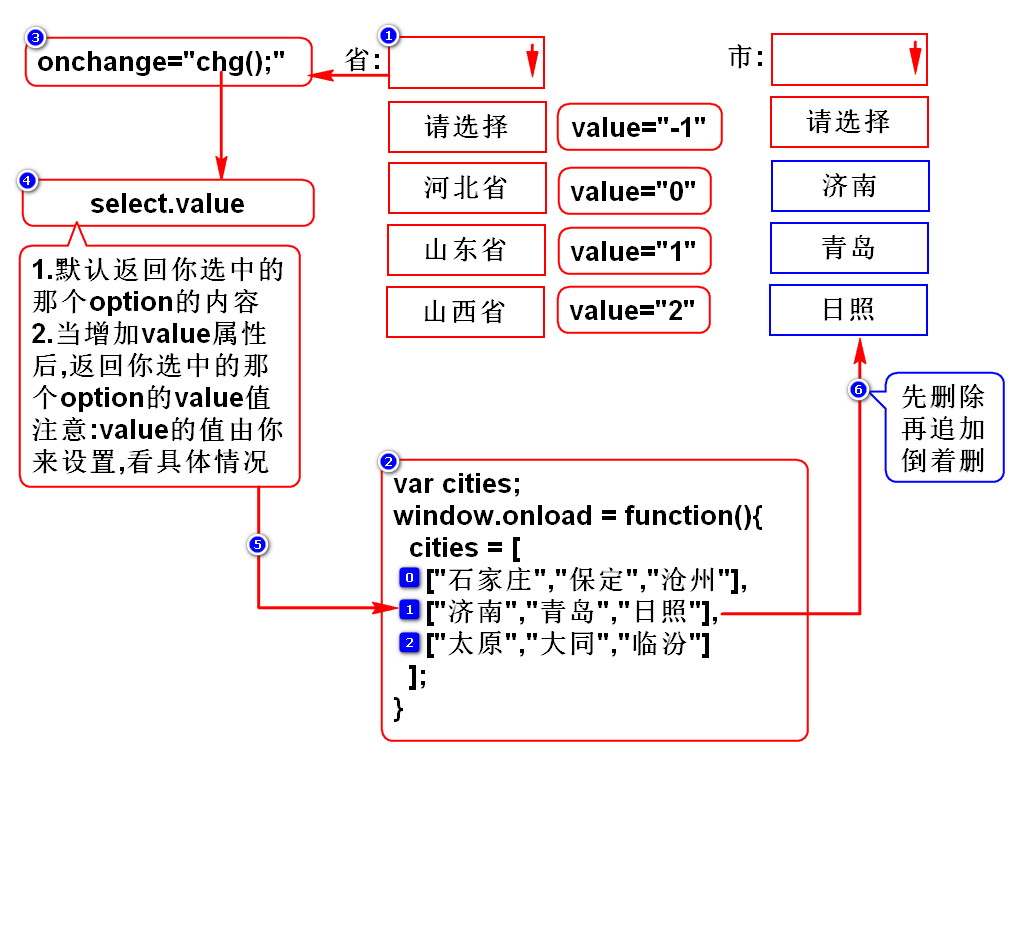 3
onchange="chg();"
1
省:
市:
请选择
value="-1"
请选择
4
select.value
河北省
value="0"
济南
1.默认返回你选中的
那个option的内容
2.当增加value属性
后,返回你选中的那
个option的value值
注意:value的值由你
来设置,看具体情况
山东省
value="1"
青岛
山西省
value="2"
日照
6
先删除
再追加
倒着删
5
2
var cities;
window.onload = function(){
cities = [
0 ["石家庄","保定","沧州"],
1 ["济南","青岛","日照"],
2 ["太原","大同","临汾"]
];
}